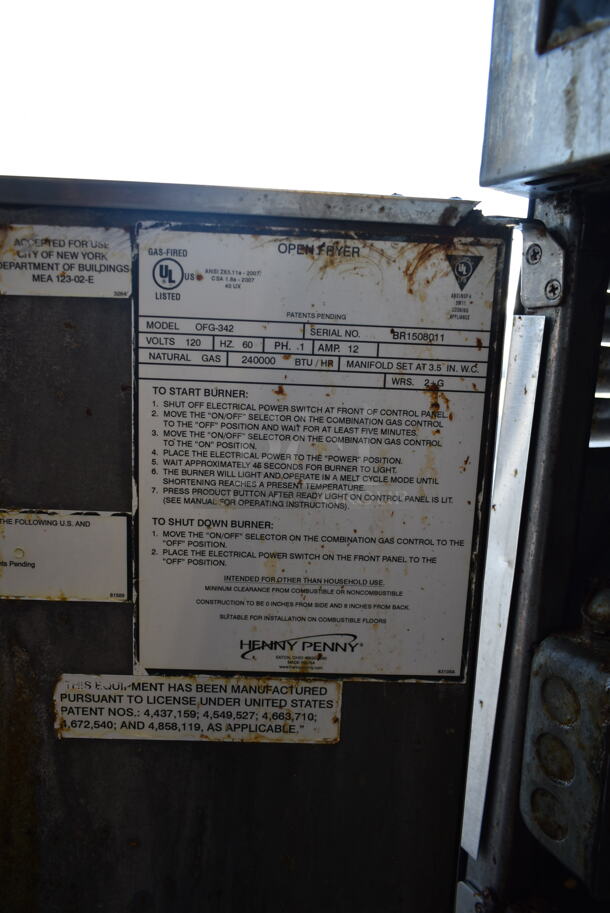 ACCEPTED FOR USE
CITY OF NEW YORK
DEPARTMENT OF BUILDINGS
MEA 123-02-E
GAS-FIRED
UL
US
LISTED
ANSI Z83.11a - 2007/
CSA 1.8a - 2007
OPEN FRYER
PATENTS PENDING
MODEL OFG-342 SERIAL NO. BR1508011
VOLTS 120 HZ. 60 PH. 1 AMP. 12
NATURAL GAS 240000 BTU / HR MANIFOLD SET AT 3.5 IN. W.C.
WRS. 2+G
TO START BURNER:
1. SHUT OFF ELECTRICAL POWER SWITCH AT FRONT OF CONTROL PANEL.
2. MOVE THE "ON/OFF" SELECTOR ON THE COMBINATION GAS CONTROL
TO THE "OFF" POSITION AND WAIT FOR AT LEAST FIVE MINUTES.
3. MOVE THE "ON/OFF" SELECTOR ON THE COMBINATION GAS CONTROL
TO THE "ON" POSITION.
4. PLACE THE ELECTRICAL POWER TO THE "POWER" POSITION.
5. WAIT APPROXIMATELY 45 SECONDS FOR BURNER TO LIGHT.
6. THE BURNER WILL LIGHT AND OPERATE IN A MELT CYCLE MODE UNTIL
SHORTENING REACHES A PRESENT TEMPERATURE.
7. PRESS PRODUCT BUTTON AFTER READY LIGHT ON CONTROL PANEL IS LIT.
(SEE MANUAL FOR OPERATING INSTRUCTIONS).
TO SHUT DOWN BURNER:
1. MOVE THE "ON/OFF" SELECTOR ON THE COMBINATION GAS CONTROL TO THE
"OFF" POSITION.
2. PLACE THE ELECTRICAL POWER SWITCH ON THE FRONT PANEL TO THE
"OFF" POSITION.
INTENDED FOR OTHER THAN HOUSEHOLD USE.
MINIMUM CLEARANCE FROM COMBUSTIBLE OR NONCOMBUSTIBLE
CONSTRUCTION TO BE 0 INCHES FROM SIDE AND 6 INCHES FROM BACK.
SUITABLE FOR INSTALLATION ON COMBUSTIBLE FLOORS
HENNY PENNY
THE FOLLOWING U.S. AND
nts Pending
THIS EQUIPMENT HAS BEEN MANUFACTURED
PURSUANT TO LICENSE UNDER UNITED STATES
PATENT NOS.: 4,437,159; 4,549,527; 4,663,710;
4,672,540; AND 4,858,119, AS APPLICABLE."